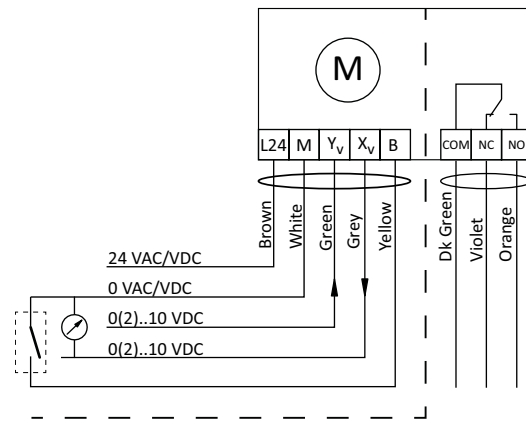 M
L24 M Yv Xv B COM NC NO
Brown
White
Green
Grey
Yellow
Dk Green
Violet
Orange
24 VAC/VDC
0 VAC/VDC
0(2)..10 VDC
0(2)..10 VDC